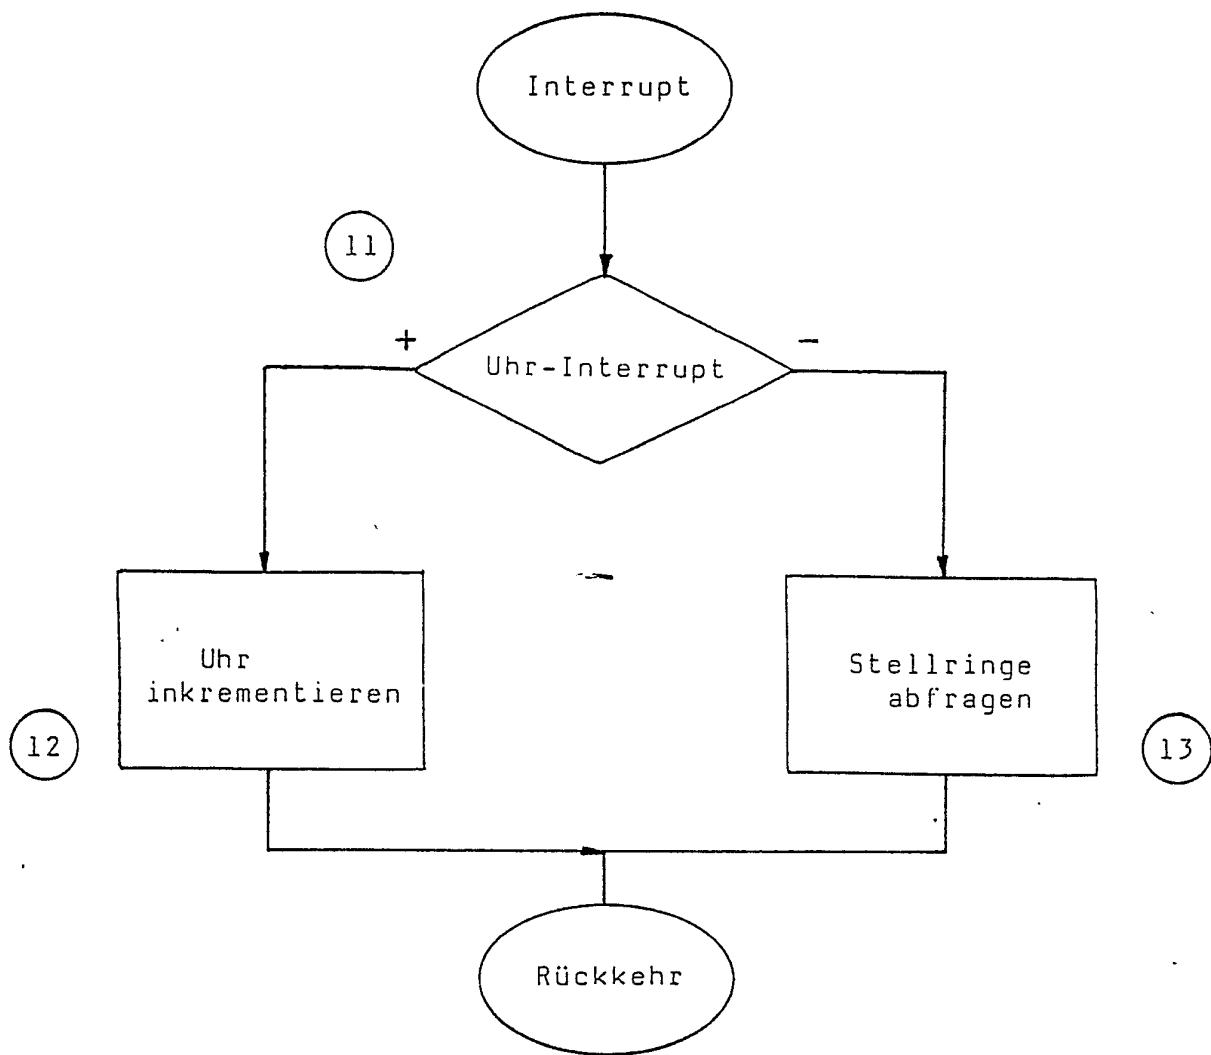 Interrupt
11
+
-
Uhr-Interrupt
Uhr
inkrementieren
Stellringe
abfragen
12
13
Rückkehr